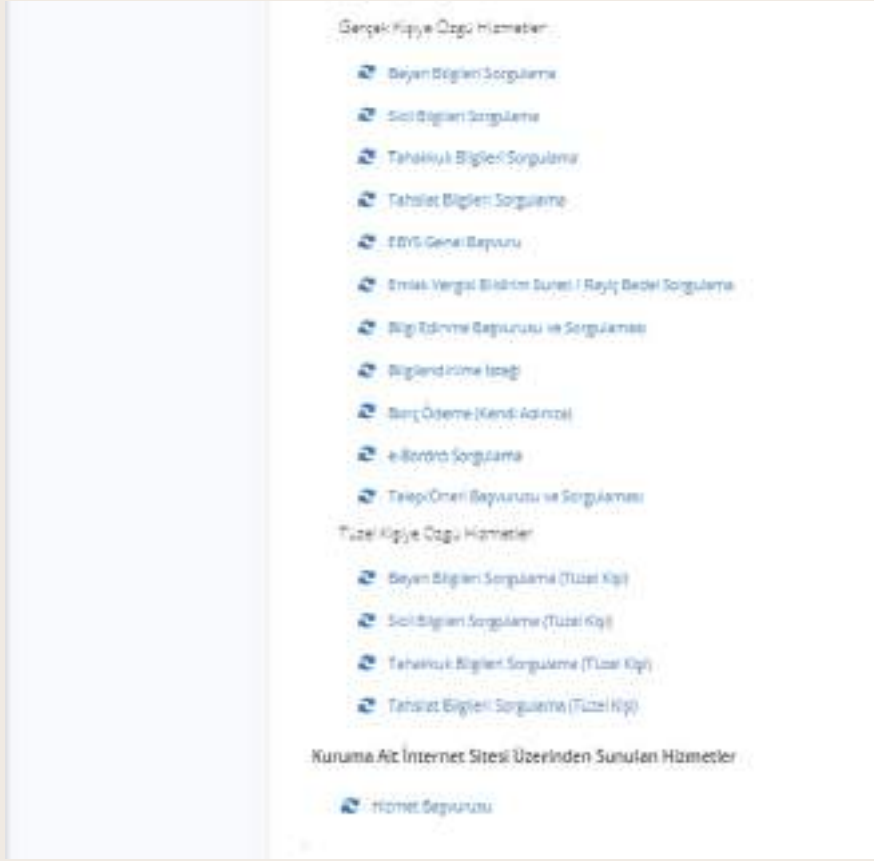 Gerçek Kişiye Özgü Hizmetler
Beyan Bilgileri Sorgulama
Sicil Bilgileri Sorgulama
Tahakkuk Bilgileri Sorgulama
Tahsilat Bilgileri Sorgulama
EBYS Genel Başvuru
Emlak Vergisi Bildirim Sureti / Rayiç Bedel Sorgulama
Bilgi Edinme Başvurusu ve Sorgulaması
Bilgilendirilme İsteği
Borç Ödeme (Kendi Adınıza)
e-Bordro Sorgulama
Talep/Öneri Başvurusu ve Sorgulaması
Tüzel Kişiye Özgü Hizmetler
Beyan Bilgileri Sorgulama (Tüzel Kişi)
Sicil Bilgileri Sorgulama (Tüzel Kişi)
Tahakkuk Bilgileri Sorgulama (Tüzel Kişi)
Tahsilat Bilgileri Sorgulama (Tüzel Kişi)
Kuruma Ait İnternet Sitesi Üzerinden Sunulan Hizmetler
Hizmet Başvurusu